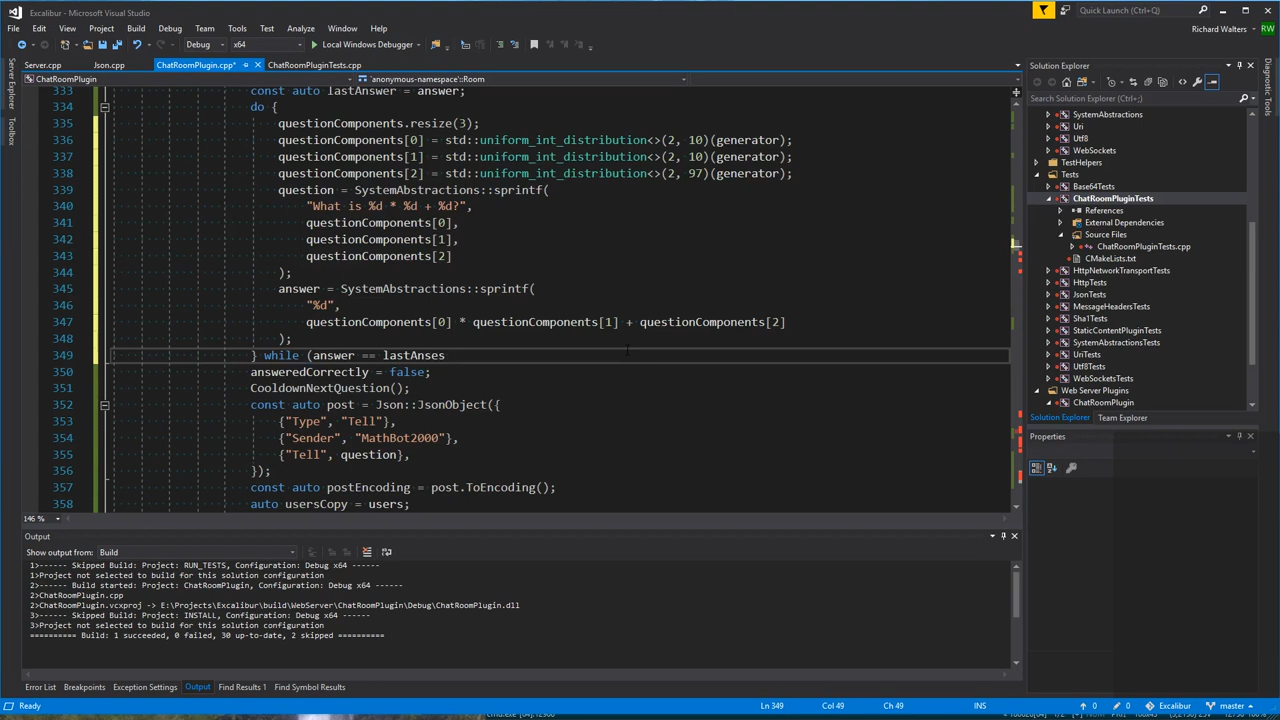 Excalibur - Microsoft Visual Studio
Quick Launch (Ctrl+Q)
File Edit View Project Build Debug Team Tools Test Analyze Window Help
Richard Walters RW
Debug x64 Local Windows Debugger
Server.cpp Json.cpp ChatRoomPlugin.cpp* ChatRoomPluginTests.cpp
ChatRoomPlugin `anonymous-namespace'::Room
Server Explorer
Toolbox
333 const auto lastAnswer = answer;
334 do {
335 questionComponents.resize(3);
336 questionComponents[0] = std::uniform_int_distribution<>(2, 10)(generator);
337 questionComponents[1] = std::uniform_int_distribution<>(2, 10)(generator);
338 questionComponents[2] = std::uniform_int_distribution<>(2, 97)(generator);
339 question = SystemAbstractions::sprintf(
340 "What is %d * %d + %d?",
341 questionComponents[0],
342 questionComponents[1],
343 questionComponents[2]
344 );
345 answer = SystemAbstractions::sprintf(
346 "%d",
347 questionComponents[0] * questionComponents[1] + questionComponents[2]
348 );
349 } while (answer == lastAnses
350 answeredCorrectly = false;
351 CooldownNextQuestion();
352 const auto post = Json::JsonObject({
353 {"Type", "Tell"},
354 {"Sender", "MathBot2000"},
355 {"Tell", question},
356 });
357 const auto postEncoding = post.ToEncoding();
358 auto usersCopy = users;
146 %
Output
Show output from: Build
1>------ Skipped Build: Project: RUN_TESTS, Configuration: Debug x64 ------
1>Project not selected to build for this solution configuration
2>------ Build started: Project: ChatRoomPlugin, Configuration: Debug x64 ------
2>ChatRoomPlugin.cpp
2>ChatRoomPlugin.vcxproj -> E:\Projects\Excalibur\build\WebServer\ChatRoomPlugin\Debug\ChatRoomPlugin.dll
3>------ Skipped Build: Project: INSTALL, Configuration: Debug x64 ------
3>Project not selected to build for this solution configuration
========== Build: 1 succeeded, 0 failed, 30 up-to-date, 2 skipped ==========
Error List Breakpoints Exception Settings Output Find Results 1 Find Symbol Results
Solution Explorer
Search Solution Explorer (Ctrl+;)
SystemAbstractions
Uri
Utf8
WebSockets
TestHelpers
Tests
Base64Tests
ChatRoomPluginTests
References
External Dependencies
Source Files
ChatRoomPluginTests.cpp
CMakeLists.txt
HttpNetworkTransportTests
HttpTests
JsonTests
MessageHeadersTests
Sha1Tests
StaticContentPluginTests
SystemAbstractionsTests
UriTests
Utf8Tests
WebSocketsTests
Web Server Plugins
ChatRoomPlugin
Solution Explorer Team Explorer
Properties
Diagnostic Tools
Ready Ln 349 Col 49 Ch 49 INS 0 0 Excalibur master